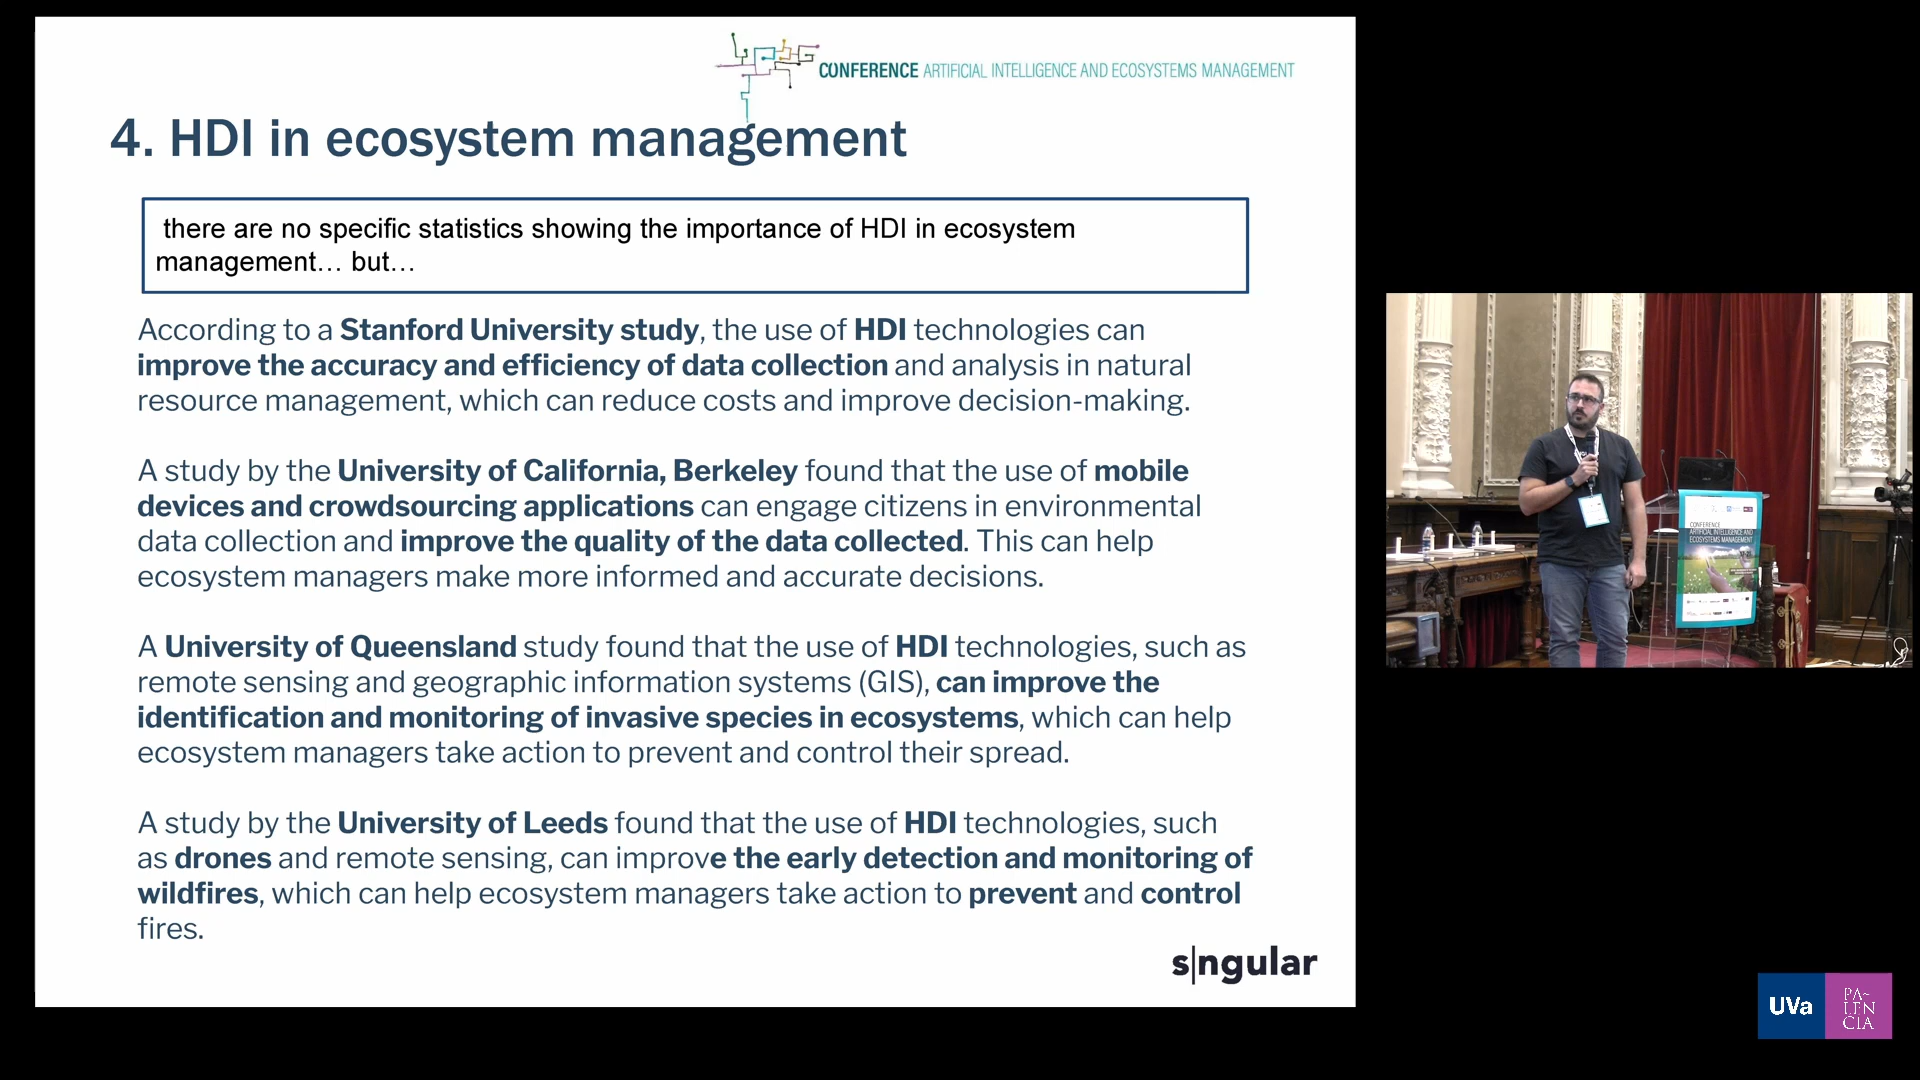 CONFERENCE ARTIFICIAL INTELLIGENCE AND ECOSYSTEMS MANAGEMENT
4. HDI in ecosystem management
there are no specific statistics showing the importance of HDI in ecosystem
management… but…
According to a Stanford University study, the use of HDI technologies can
improve the accuracy and efficiency of data collection and analysis in natural
resource management, which can reduce costs and improve decision-making.
A study by the University of California, Berkeley found that the use of mobile
devices and crowdsourcing applications can engage citizens in environmental
data collection and improve the quality of the data collected. This can help
ecosystem managers make more informed and accurate decisions.
A University of Queensland study found that the use of HDI technologies, such as
remote sensing and geographic information systems (GIS), can improve the
identification and monitoring of invasive species in ecosystems, which can help
ecosystem managers take action to prevent and control their spread.
A study by the University of Leeds found that the use of HDI technologies, such
as drones and remote sensing, can improve the early detection and monitoring of
wildfires, which can help ecosystem managers take action to prevent and control
fires.
s|ngular
CONFERENCE
ARTIFICIAL INTELLIGENCE AND
ECOSYSTEMS MANAGEMENT
UVa
PA~
LEN
CIA